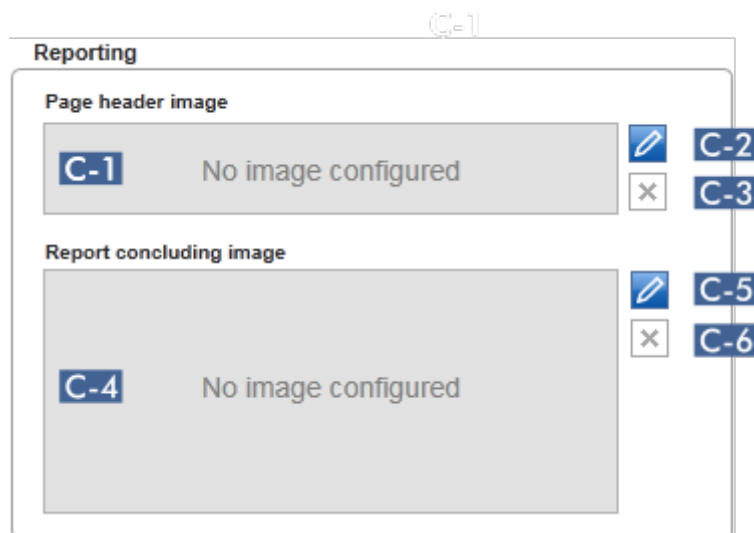 C-1
Reporting
Page header image
C-1 No image configured
C-2
C-3
Report concluding image
C-5
C-6
C-4 No image configured